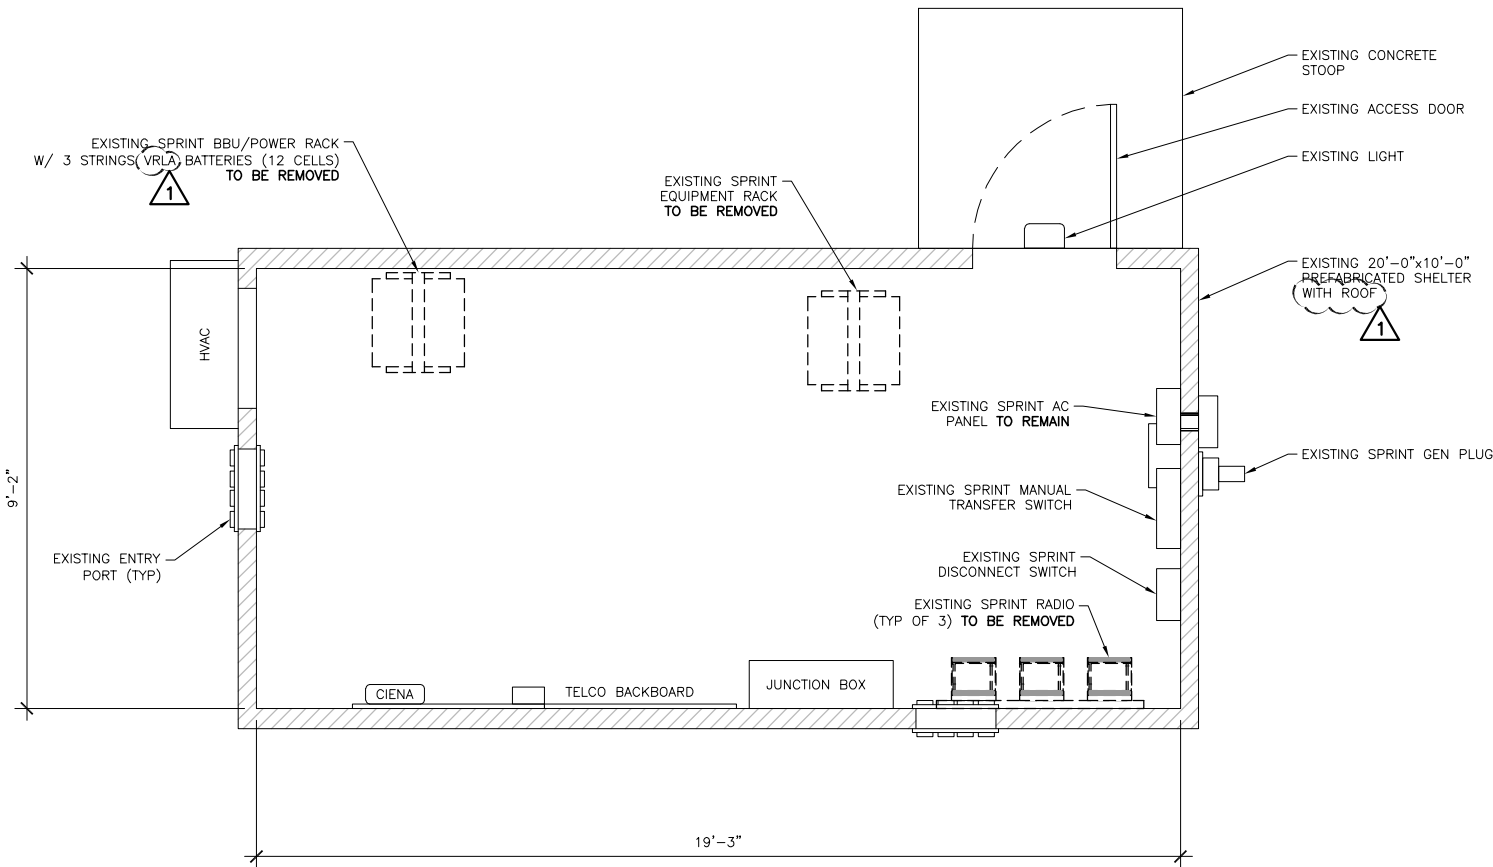 EXISTING CONCRETE
STOOP
EXISTING ACCESS DOOR
EXISTING LIGHT
EXISTING SPRINT BBU/POWER RACK
W/ 3 STRINGS VRLA BATTERIES (12 CELLS)
TO BE REMOVED
1
EXISTING SPRINT
EQUIPMENT RACK
TO BE REMOVED
EXISTING 20'-0"x10'-0"
PREFABRICATED SHELTER
WITH ROOF
1
HVAC
EXISTING SPRINT AC
PANEL TO REMAIN
EXISTING SPRINT GEN PLUG
9'-2"
EXISTING SPRINT MANUAL
TRANSFER SWITCH
EXISTING ENTRY
PORT (TYP)
EXISTING SPRINT
DISCONNECT SWITCH
EXISTING SPRINT RADIO
(TYP OF 3) TO BE REMOVED
CIENA
TELCO BACKBOARD
JUNCTION BOX
19'-3"